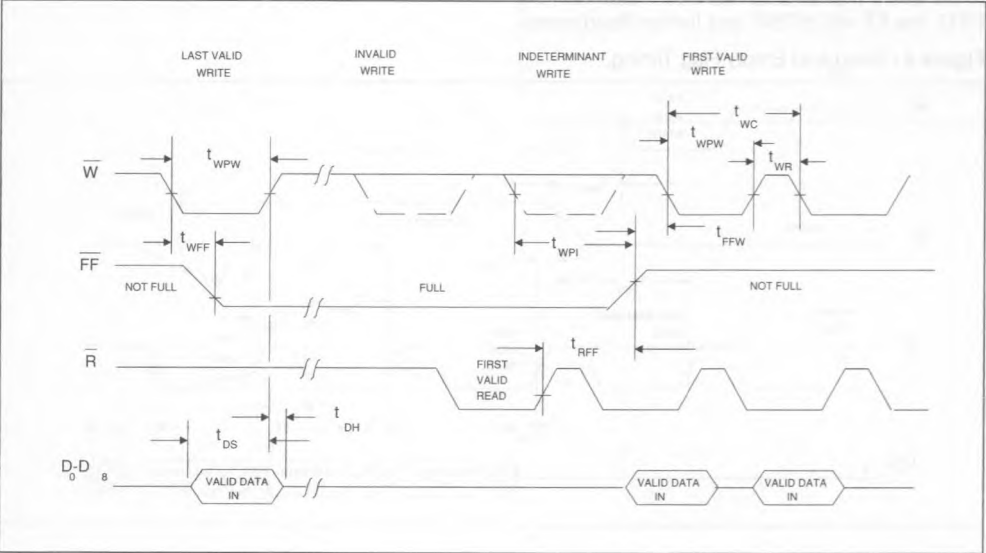 LAST VALID
WRITE
INVALID
WRITE
INDETERMINANT
WRITE
FIRST VALID
WRITE
t WC
t WPW
t WPW
t WR
W
t WFF
t WPI
t FFW
FF
NOT FULL
FULL
NOT FULL
R
FIRST
VALID
READ
t RFF
t DH
t DS
D0-D8
VALID DATA
IN
VALID DATA
IN
VALID DATA
IN